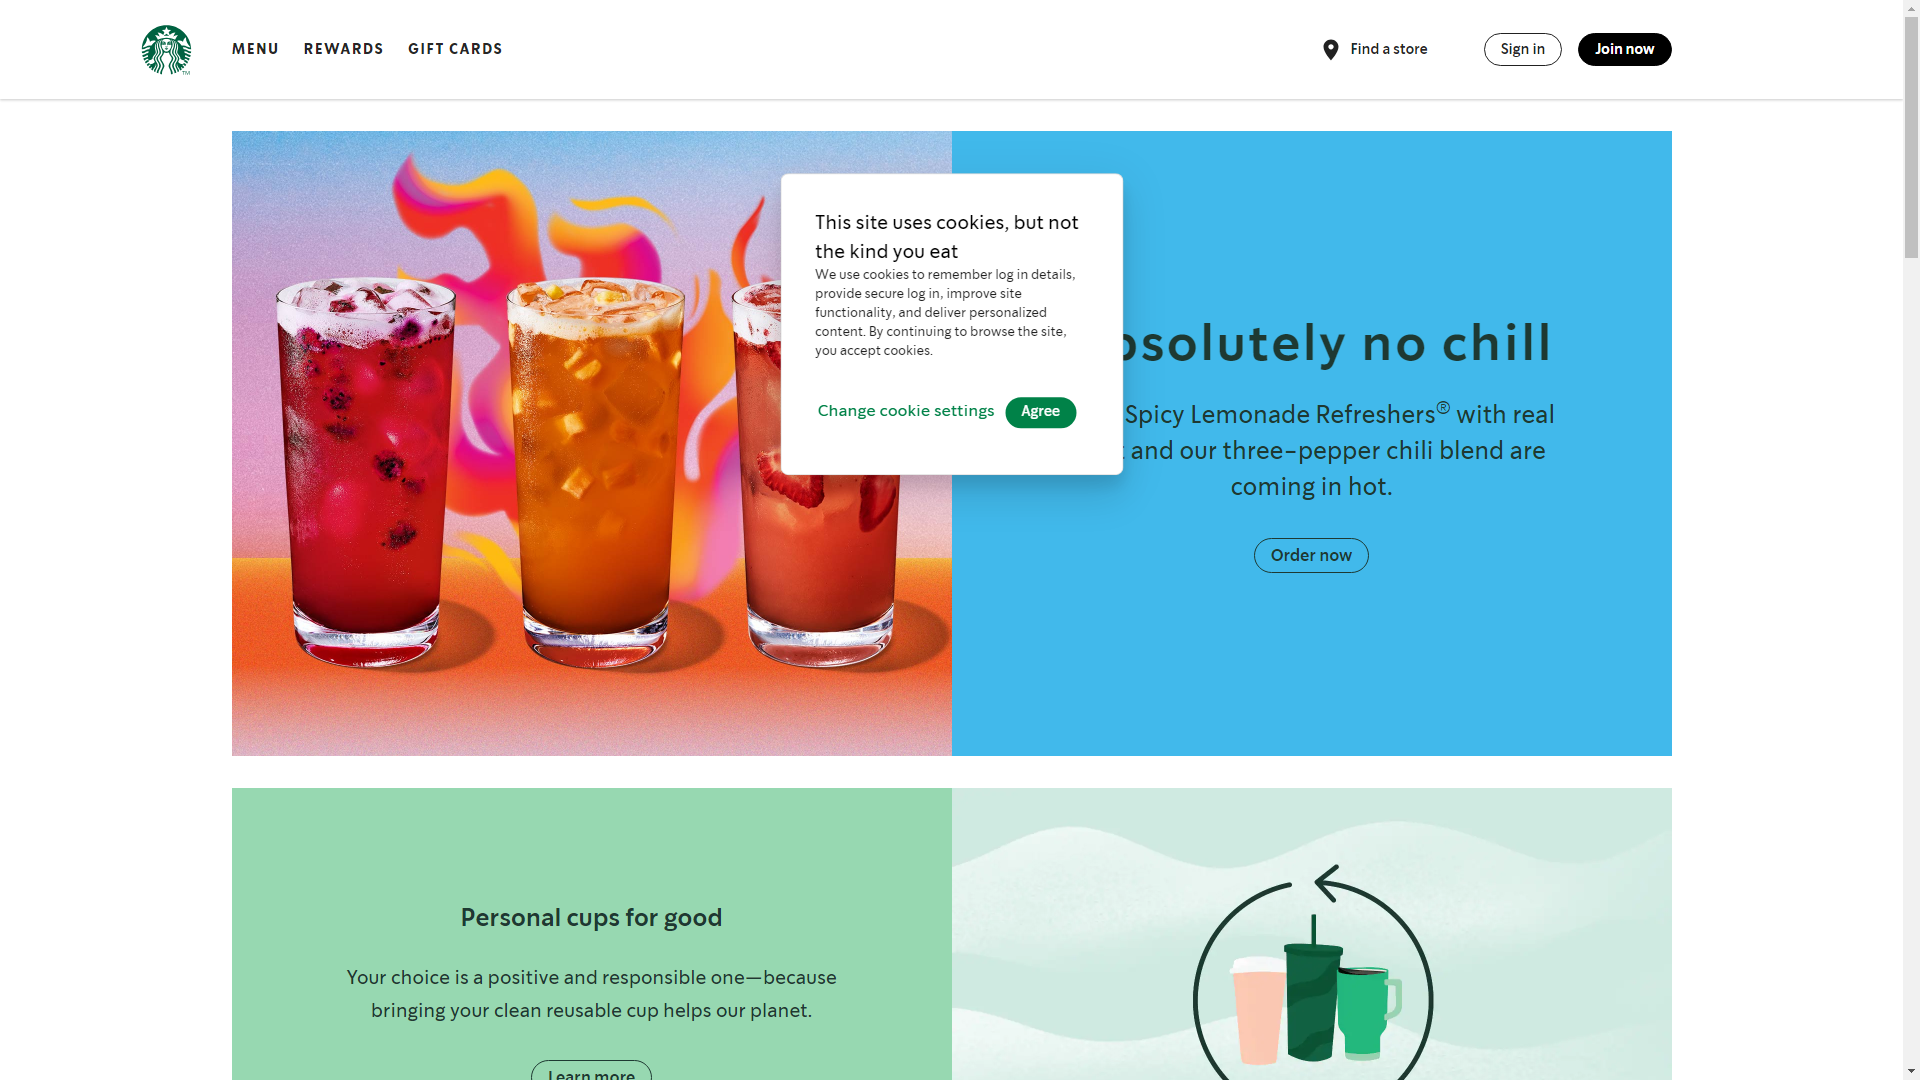 MENU
REWARDS
GIFT CARDS
Find a store
Sign in
Join now
TM
This site uses cookies, but not
the kind you eat
We use cookies to remember log in details,
provide secure log in, improve site
functionality, and deliver personalized
content. By continuing to browse the site,
you accept cookies.
Change cookie settings
Agree
no chill
Spicy Lemonade Refreshers® with real
and our three-pepper chili blend are
coming in hot.
Order now
Personal cups for good
Your choice is a positive and responsible one—because
bringing your clean reusable cup helps our planet.
Learn more